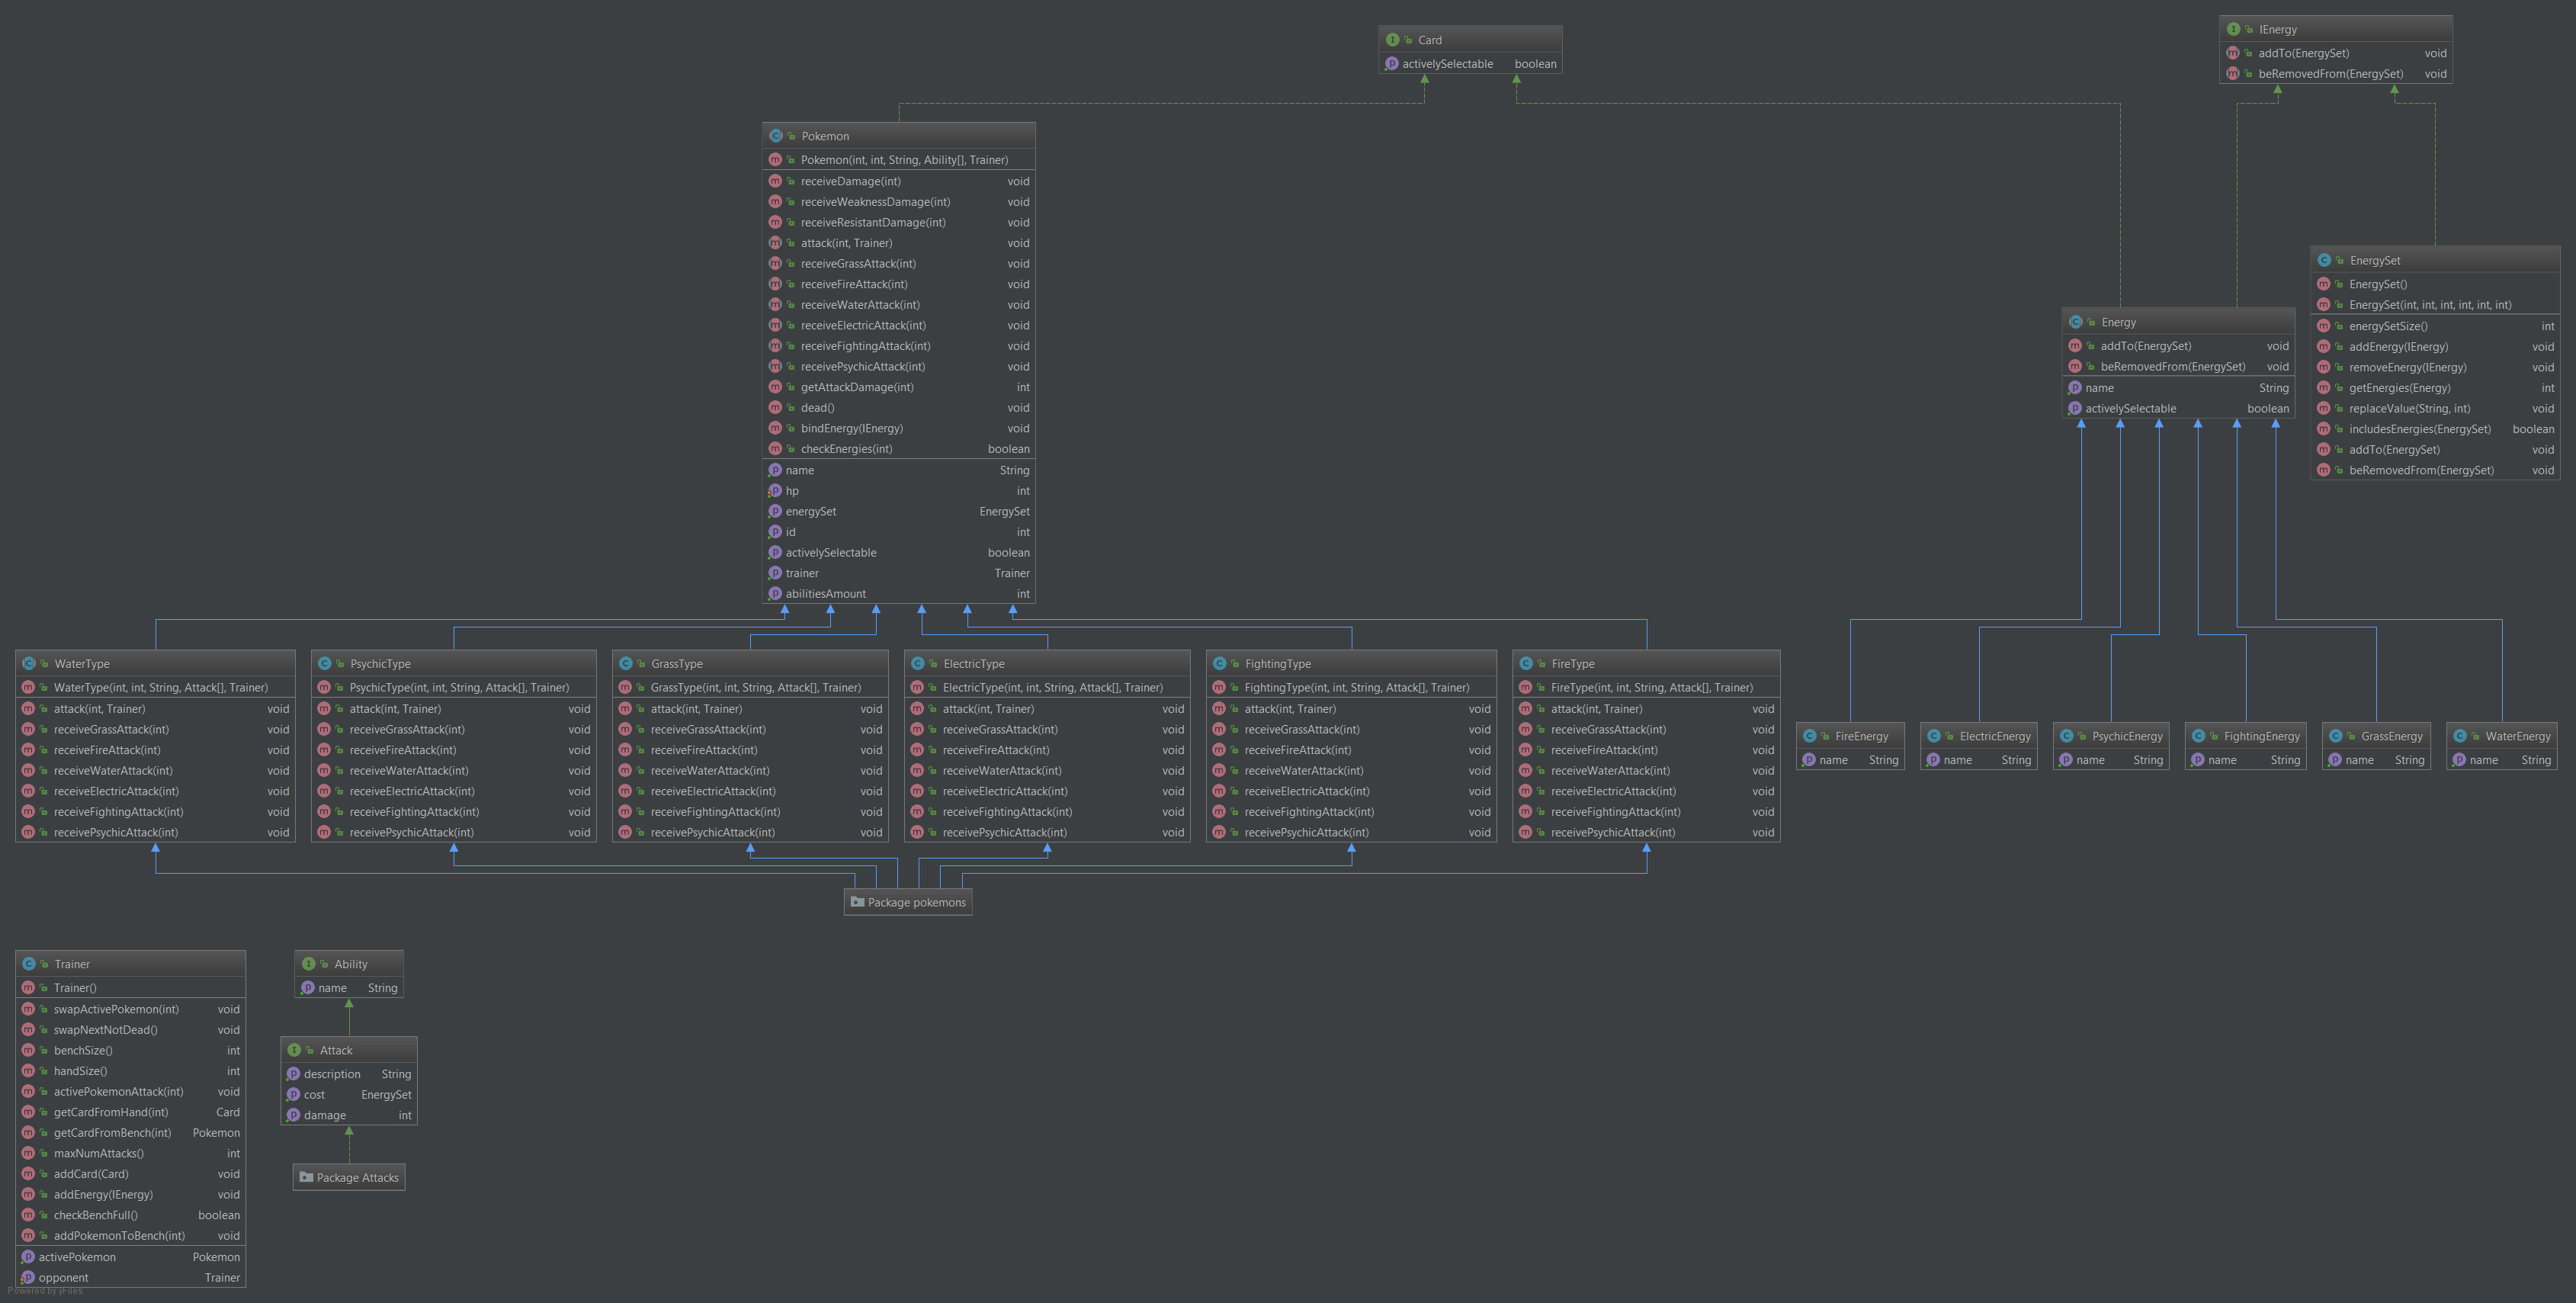 Card
activelySelectable boolean
IEnergy
addTo(EnergySet) void
beRemovedFrom(EnergySet) void
Pokemon
Pokemon(int, int, String, Ability[], Trainer)
receiveDamage(int) void
receiveWeaknessDamage(int) void
receiveResistantDamage(int) void
attack(int, Trainer) void
receiveGrassAttack(int) void
receiveFireAttack(int) void
receiveWaterAttack(int) void
receiveElectricAttack(int) void
receiveFightingAttack(int) void
receivePsychicAttack(int) void
getAttackDamage(int) int
dead() void
bindEnergy(IEnergy) void
checkEnergies(int) boolean
name String
hp int
energySet EnergySet
id int
activelySelectable boolean
trainer Trainer
abilitiesAmount int
Energy
addTo(EnergySet) void
beRemovedFrom(EnergySet) void
name String
activelySelectable boolean
EnergySet
EnergySet()
EnergySet(int, int, int, int, int, int)
energySetSize() int
addEnergy(IEnergy) void
removeEnergy(IEnergy) void
getEnergies(Energy) int
replaceValue(String, int) void
includesEnergies(EnergySet) boolean
addTo(EnergySet) void
beRemovedFrom(EnergySet) void
WaterType
WaterType(int, int, String, Attack[], Trainer)
attack(int, Trainer) void
receiveGrassAttack(int) void
receiveFireAttack(int) void
receiveWaterAttack(int) void
receiveElectricAttack(int) void
receiveFightingAttack(int) void
receivePsychicAttack(int) void
PsychicType
PsychicType(int, int, String, Attack[], Trainer)
attack(int, Trainer) void
receiveGrassAttack(int) void
receiveFireAttack(int) void
receiveWaterAttack(int) void
receiveElectricAttack(int) void
receiveFightingAttack(int) void
receivePsychicAttack(int) void
GrassType
GrassType(int, int, String, Attack[], Trainer)
attack(int, Trainer) void
receiveGrassAttack(int) void
receiveFireAttack(int) void
receiveWaterAttack(int) void
receiveElectricAttack(int) void
receiveFightingAttack(int) void
receivePsychicAttack(int) void
ElectricType
ElectricType(int, int, String, Attack[], Trainer)
attack(int, Trainer) void
receiveGrassAttack(int) void
receiveFireAttack(int) void
receiveWaterAttack(int) void
receiveElectricAttack(int) void
receiveFightingAttack(int) void
receivePsychicAttack(int) void
FightingType
FightingType(int, int, String, Attack[], Trainer)
attack(int, Trainer) void
receiveGrassAttack(int) void
receiveFireAttack(int) void
receiveWaterAttack(int) void
receiveElectricAttack(int) void
receiveFightingAttack(int) void
receivePsychicAttack(int) void
FireType
FireType(int, int, String, Attack[], Trainer)
attack(int, Trainer) void
receiveGrassAttack(int) void
receiveFireAttack(int) void
receiveWaterAttack(int) void
receiveElectricAttack(int) void
receiveFightingAttack(int) void
receivePsychicAttack(int) void
FireEnergy
name String
ElectricEnergy
name String
PsychicEnergy
name String
FightingEnergy
name String
GrassEnergy
name String
WaterEnergy
name String
Package pokemons
Trainer
Trainer()
swapActivePokemon(int) void
swapNextNotDead() void
benchSize() int
handSize() int
activePokemonAttack(int) void
getCardFromHand(int) Card
getCardFromBench(int) Pokemon
maxNumAttacks() int
addCard(Card) void
addEnergy(IEnergy) void
checkBenchFull() boolean
addPokemonToBench(int) void
activePokemon Pokemon
opponent Trainer
Ability
name String
Attack
description String
cost EnergySet
damage int
Package Attacks
Powered by yFiles